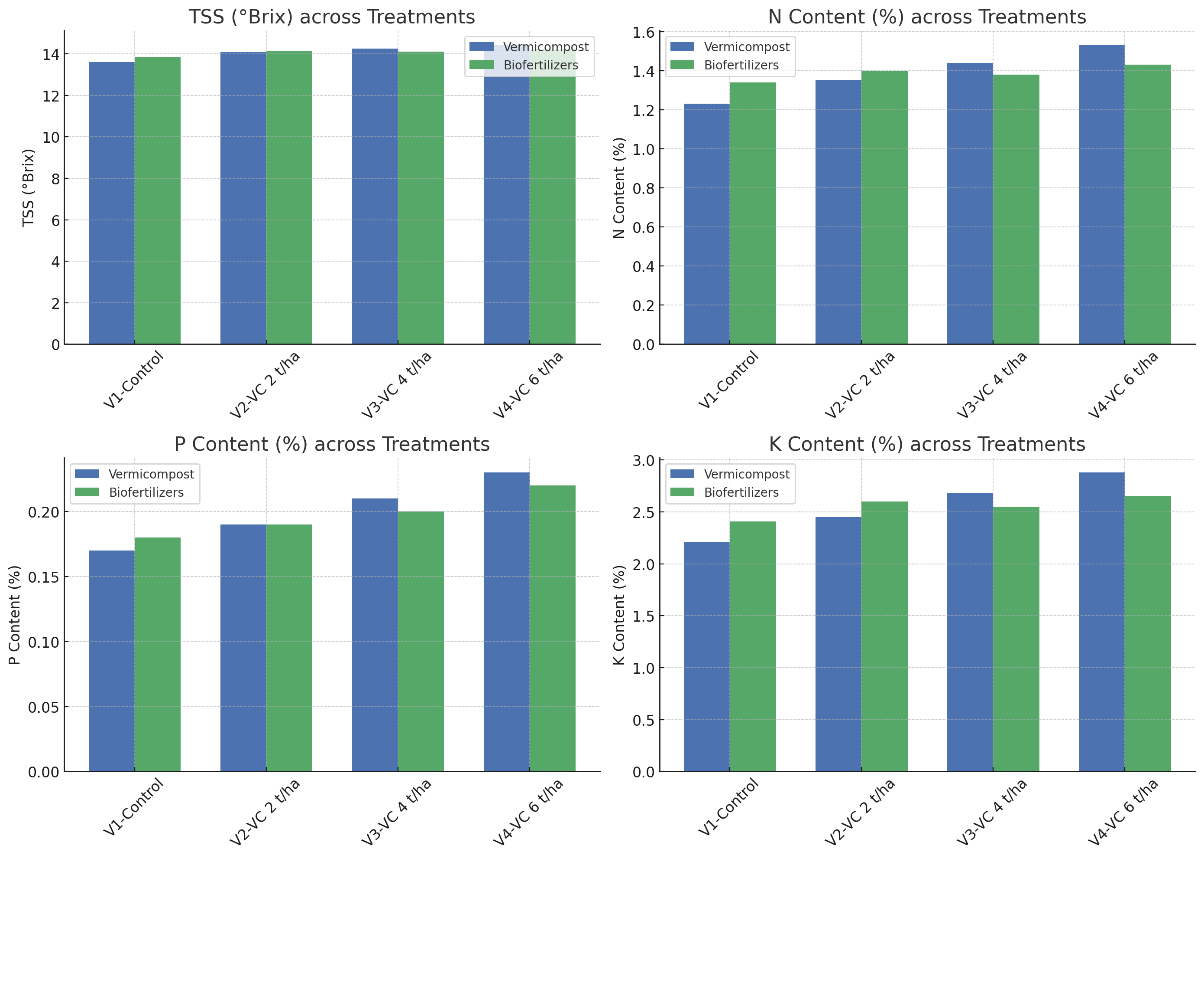 TSS (°Brix) across Treatments
TSS (°Brix)
14
12
10
8
6
4
2
0
Vermicompost
Biofertilizers
V1-Control
V2-VC 2 t/ha
V3-VC 4 t/ha
V4-VC 6 t/ha
N Content (%) across Treatments
N Content (%)
1.6
1.4
1.2
1.0
0.8
0.6
0.4
0.2
0.0
Vermicompost
Biofertilizers
V1-Control
V2-VC 2 t/ha
V3-VC 4 t/ha
V4-VC 6 t/ha
P Content (%) across Treatments
P Content (%)
0.20
0.15
0.10
0.05
0.00
Vermicompost
Biofertilizers
V1-Control
V2-VC 2 t/ha
V3-VC 4 t/ha
V4-VC 6 t/ha
K Content (%) across Treatments
K Content (%)
3.0
2.5
2.0
1.5
1.0
0.5
0.0
Vermicompost
Biofertilizers
V1-Control
V2-VC 2 t/ha
V3-VC 4 t/ha
V4-VC 6 t/ha